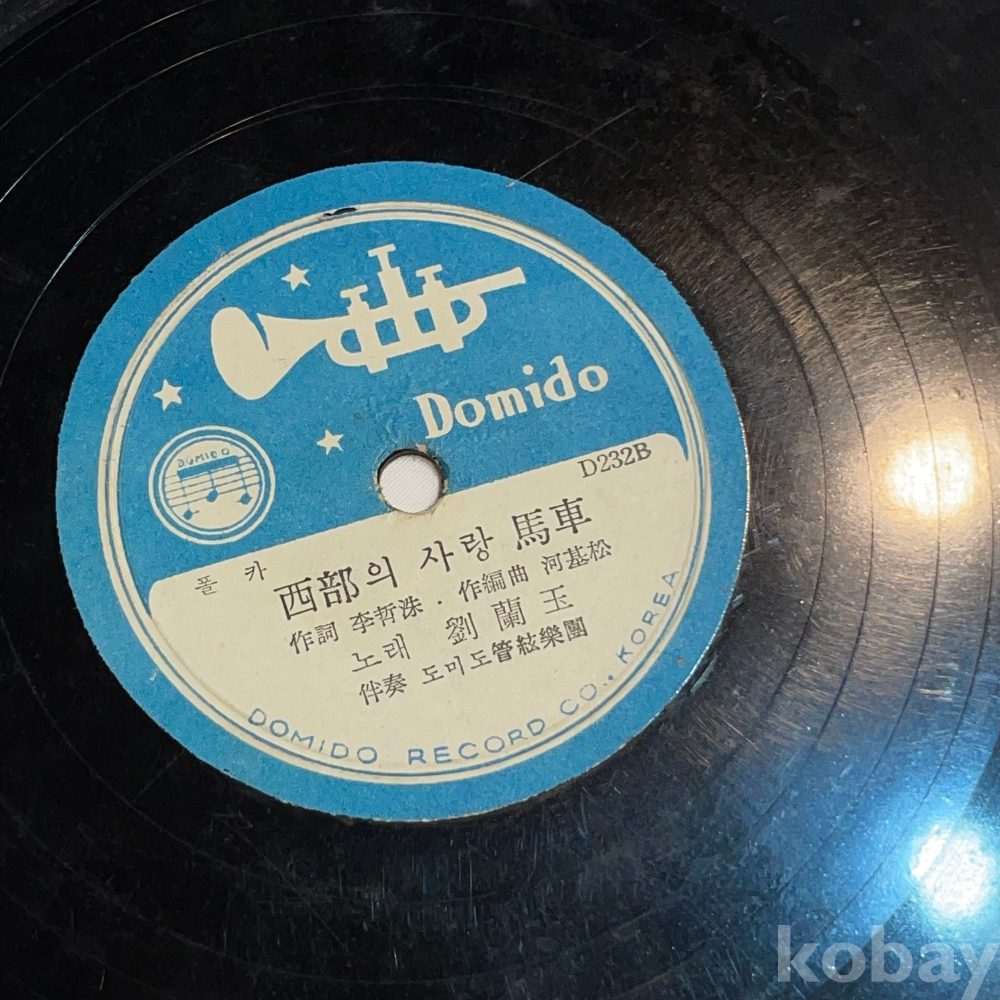 Domido
DOMIDO
D232B
폴카
西部의 사랑 馬車
作詞 李哲洙 · 作編曲 河基松
노래 劉蘭玉
伴奏 도미도管絃樂團
DOMIDO RECORD CO., KOREA
kobay